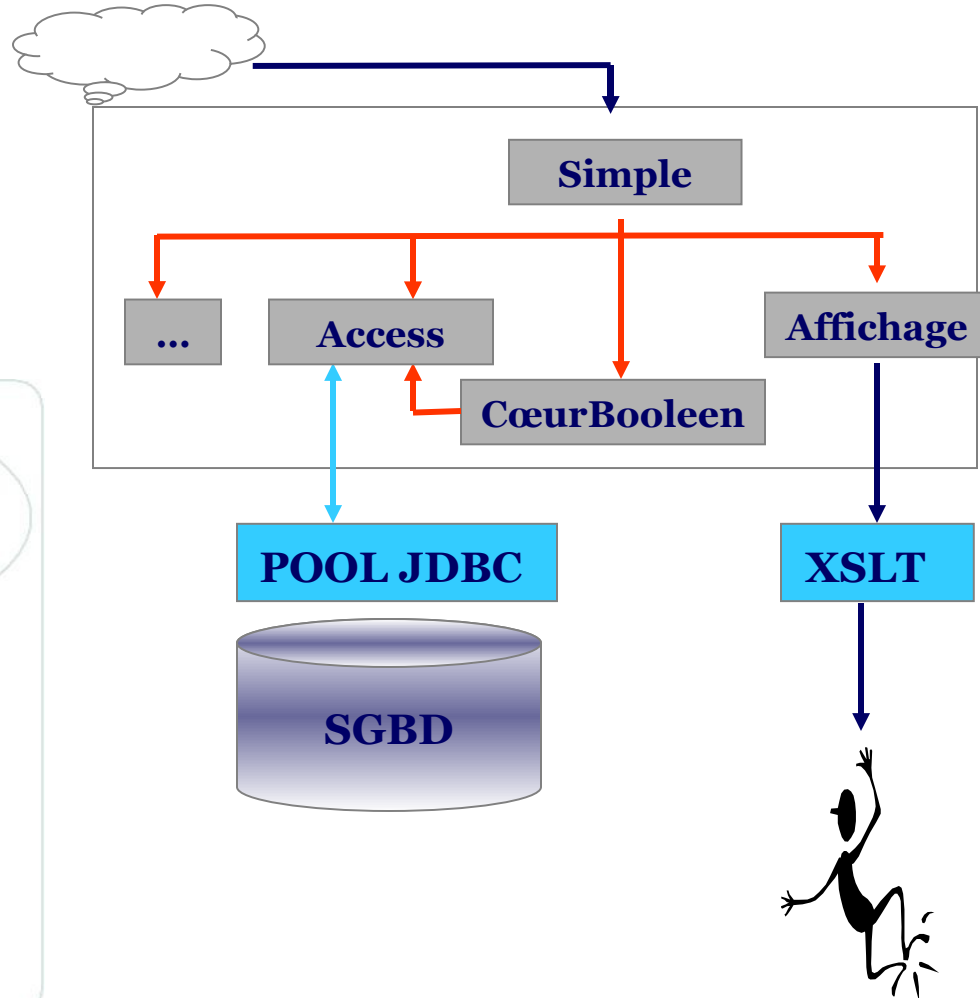 Simple
...
Access
Affichage
CœurBooleen
POOL JDBC
XSLT
SGBD